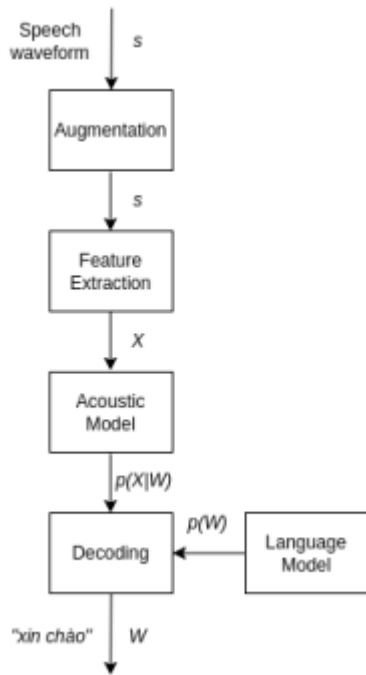 Speech
waveform
s
Augmentation
s
Feature
Extraction
X
Acoustic
Model
p(X|W)
p(W)
Decoding
Language
Model
"xin chào"
W